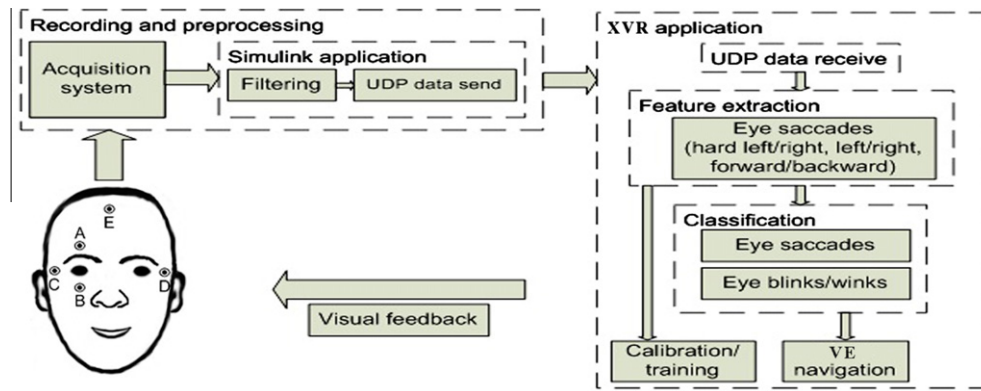 Recording and preprocessing
Acquisition
system
Simulink application
Filtering
UDP data send
XVR application
UDP data receive
Feature extraction
Eye saccades
(hard left/right, left/right,
forward/backward)
Classification
Eye saccades
Eye blinks/winks
Calibration/
training
VE
navigation
Visual feedback
E
A
C
B
D